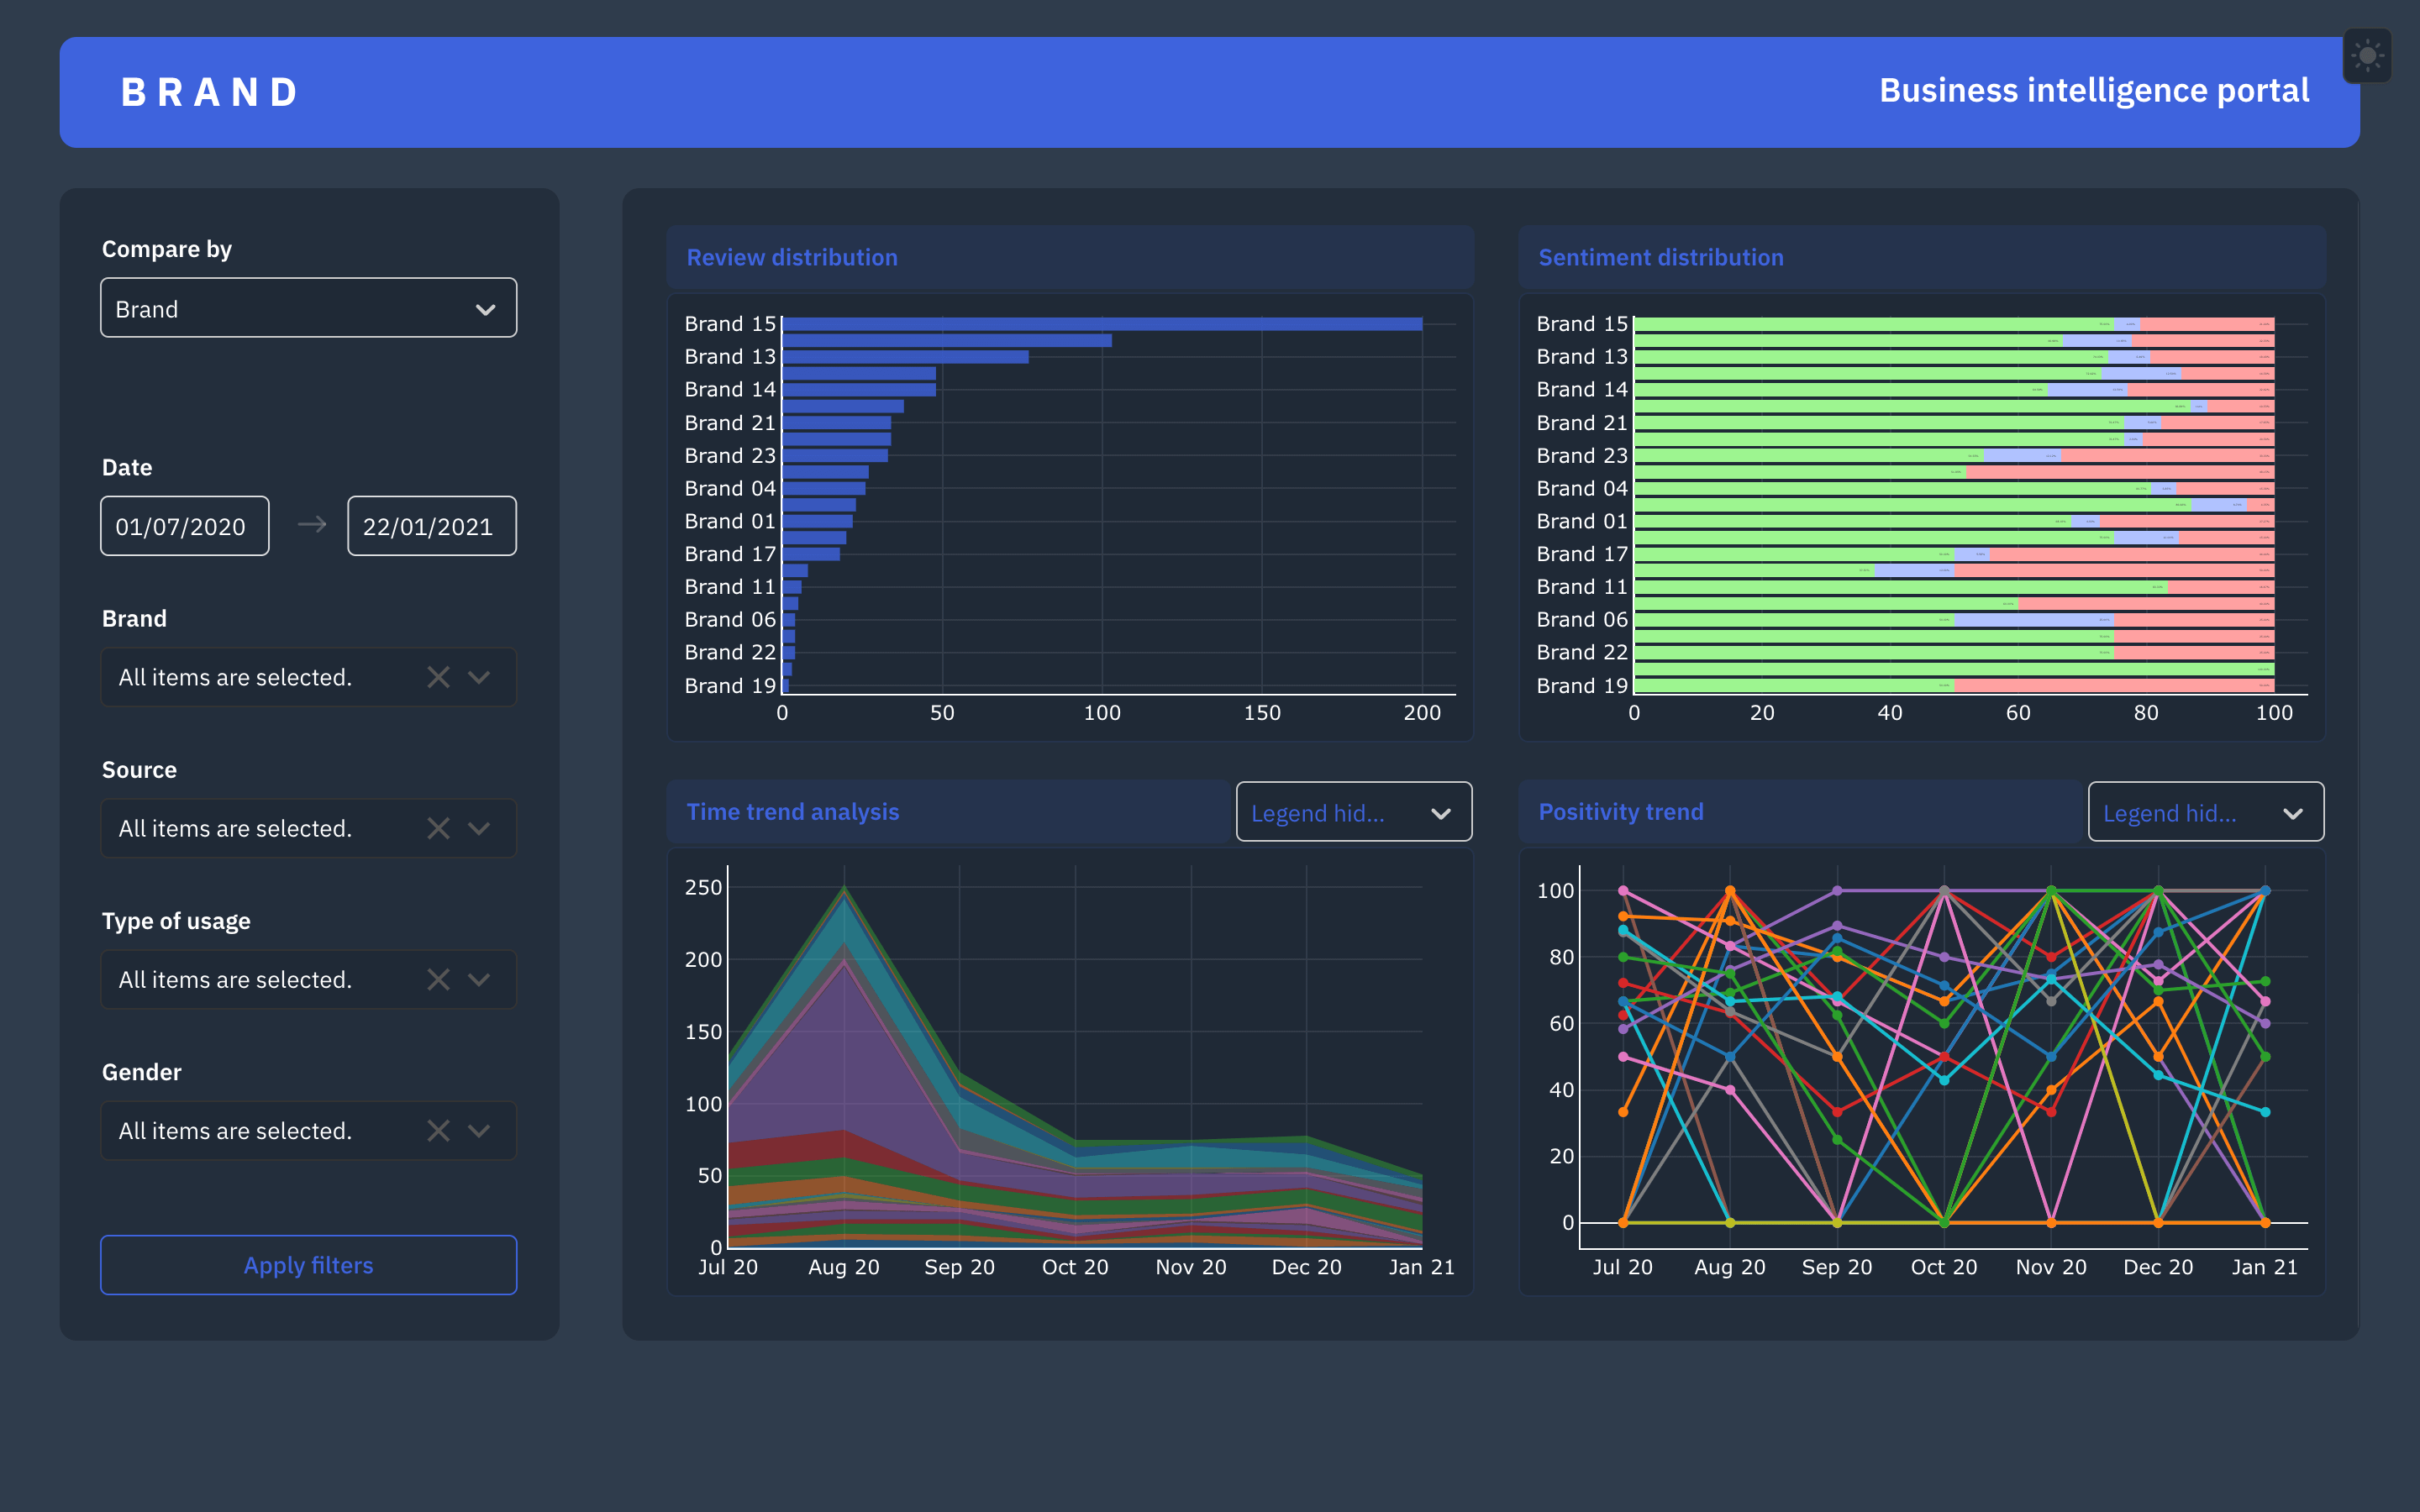 BRAND
Business intelligence portal
Compare by
Brand
Date
01/07/2020
22/01/2021
Brand
All items are selected.
Source
All items are selected.
Type of usage
All items are selected.
Gender
All items are selected.
Apply filters
Review distribution
Brand 15
Brand 13
Brand 14
Brand 21
Brand 23
Brand 04
Brand 01
Brand 17
Brand 11
Brand 06
Brand 22
Brand 19
0 50 100 150 200
Sentiment distribution
Brand 15
Brand 13
Brand 14
Brand 21
Brand 23
Brand 04
Brand 01
Brand 17
Brand 11
Brand 06
Brand 22
Brand 19
0 20 40 60 80 100
Time trend analysis
Legend hid...
250
200
150
100
50
0
Jul 20 Aug 20 Sep 20 Oct 20 Nov 20 Dec 20 Jan 21
Positivity trend
Legend hid...
100
80
60
40
20
0
Jul 20 Aug 20 Sep 20 Oct 20 Nov 20 Dec 20 Jan 21